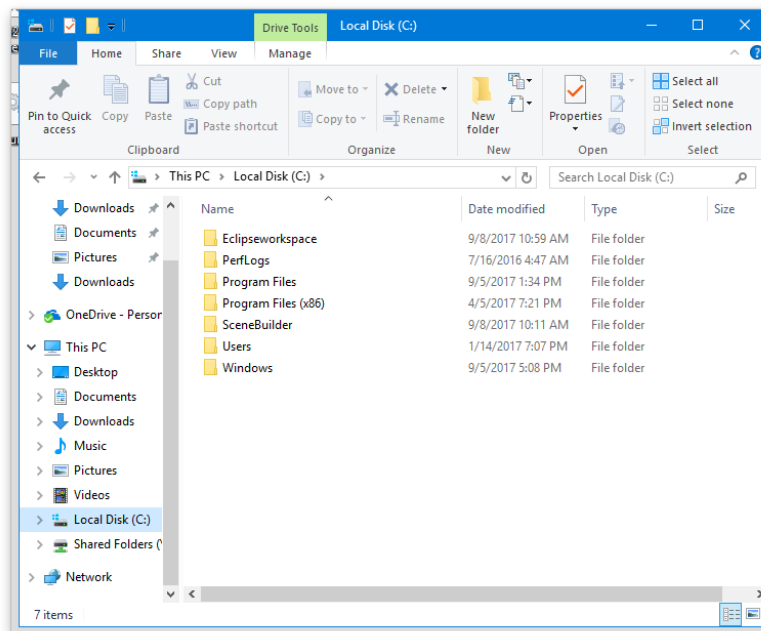 Drive Tools
Local Disk (C:)
File
Home
Share
View
Manage
Pin to Quick access
Copy
Paste
Cut
Copy path
Paste shortcut
Clipboard
Move to
Copy to
Delete
Rename
Organize
New folder
New
Properties
Open
Select all
Select none
Invert selection
Select
This PC > Local Disk (C:) >
Search Local Disk (C:)
Downloads
Documents
Pictures
Downloads
OneDrive - Person
This PC
Desktop
Documents
Downloads
Music
Pictures
Videos
Local Disk (C:)
Shared Folders (
Network
Name Date modified Type Size
Eclipseworkspace 9/8/2017 10:59 AM File folder
PerfLogs 7/16/2016 4:47 AM File folder
Program Files 9/5/2017 1:34 PM File folder
Program Files (x86) 4/5/2017 7:21 PM File folder
SceneBuilder 9/8/2017 10:11 AM File folder
Users 1/14/2017 7:07 PM File folder
Windows 9/5/2017 5:08 PM File folder
7 items